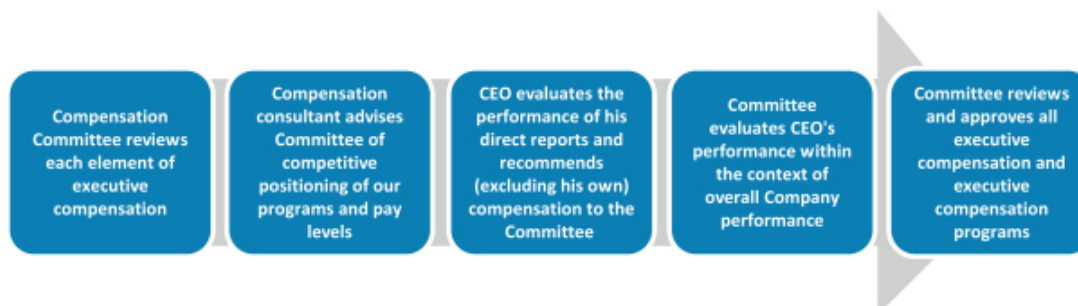 Compensation
Committee reviews
each element of
executive
compensation
Compensation
consultant advises
Committee of
competitive
positioning of our
programs and pay
levels
CEO evaluates the
performance of his
direct reports and
recommends
(excluding his own)
compensation to the
Committee
Committee
evaluates CEO's
performance within
the context of
overall Company
performance
Committee reviews
and approves all
executive
compensation and
executive
compensation
programs